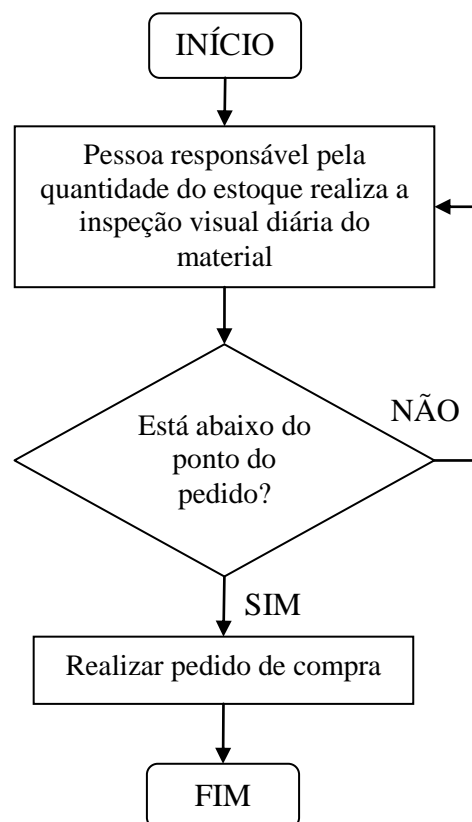 INÍCIO
Pessoa responsável pela
quantidade do estoque realiza a
inspeção visual diária do
material
NÃO
Está abaixo do
ponto do
pedido?
SIM
Realizar pedido de compra
FIM